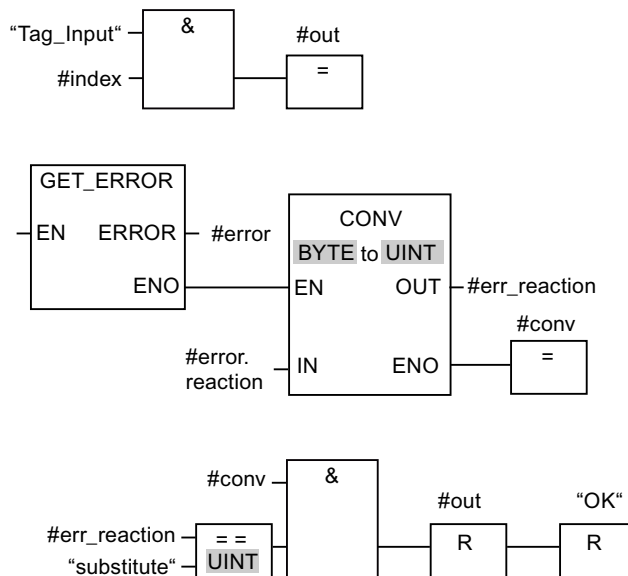 #out
“Tag_Input“
&
#index
=
GET_ERROR
EN ERROR
#error
ENO
CONV
BYTE to UINT
EN OUT
#err_reaction
#conv
#error.
reaction
IN ENO
=
#conv
&
#out
“OK“
#err_reaction
= =
R
R
“substitute“
UINT